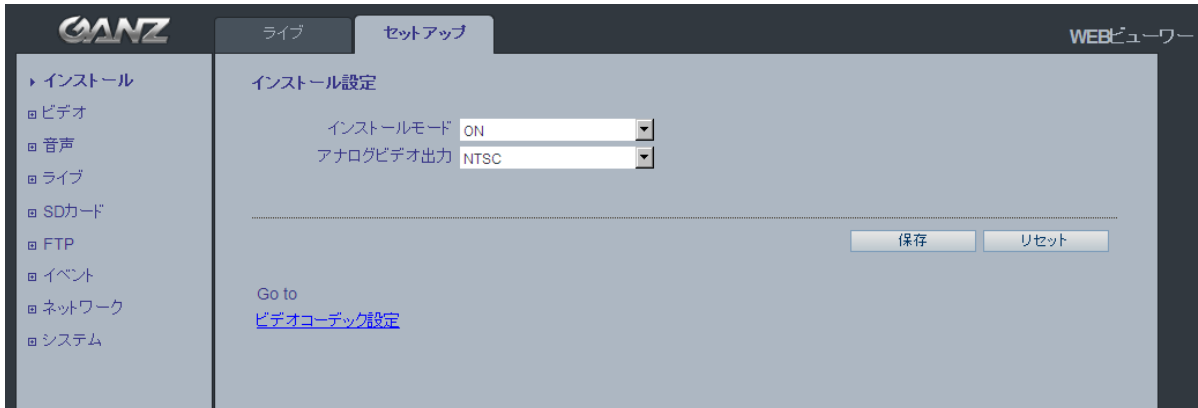 GANZ
ライブ
セットアップ
WEBビューワー
インストール
ビデオ
音声
ライブ
SDカード
FTP
イベント
ネットワーク
システム
インストール設定
インストールモード ON
アナログビデオ出力 NTSC
保存
リセット
Go to
ビデオコーデック設定